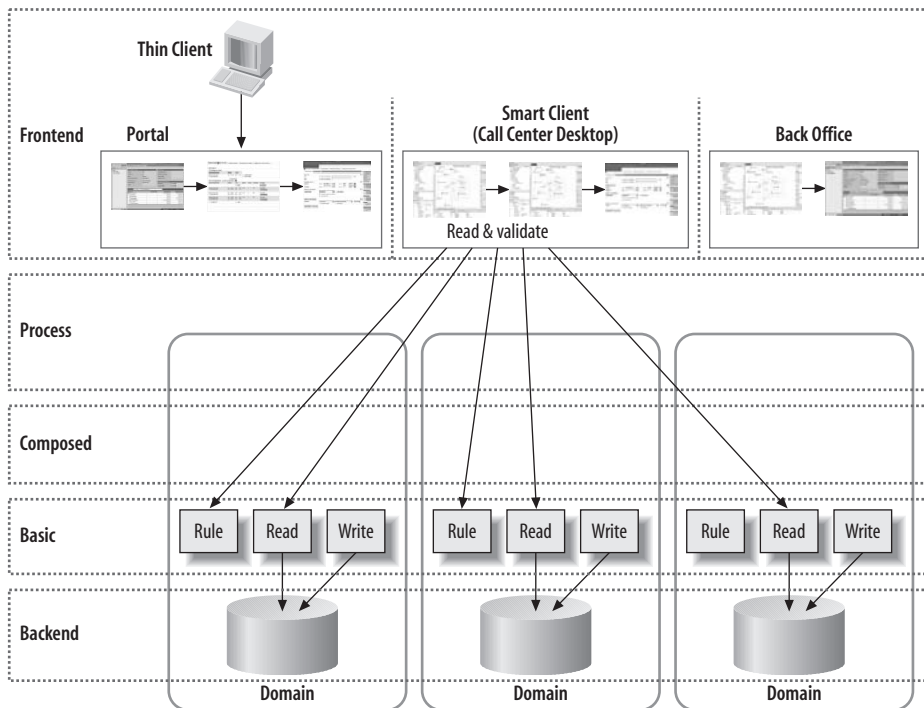 Thin Client
Frontend
Portal
Smart Client
(Call Center Desktop)
Back Office
Read & validate
Process
Composed
Basic
Rule
Read
Write
Rule
Read
Write
Rule
Read
Write
Backend
Domain
Domain
Domain